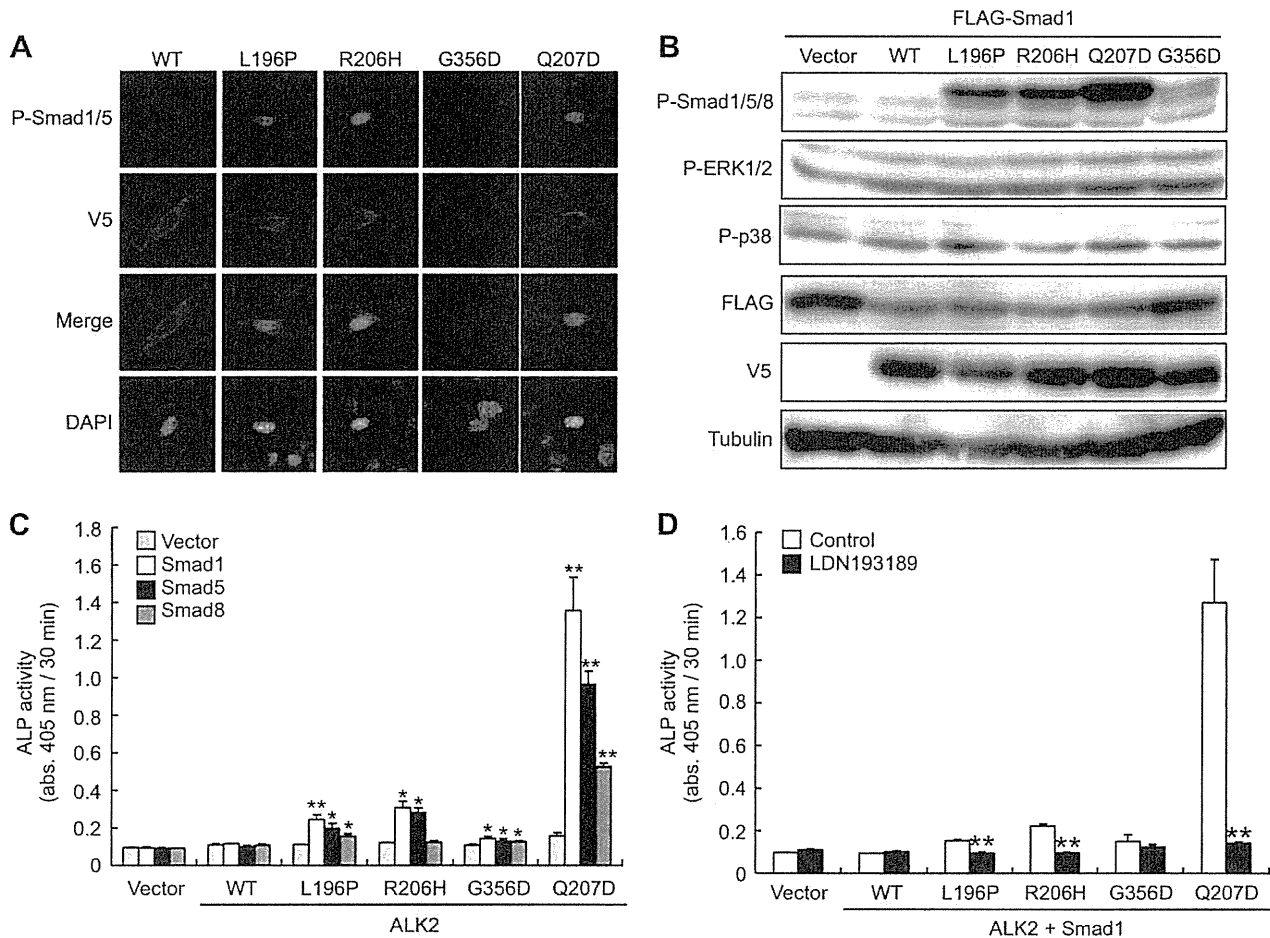 A
WT L196P R206H G356D Q207D
P-Smad1/5
V5
Merge
DAPI
B
FLAG-Smad1
Vector WT L196P R206H Q207D G356D
P-Smad1/5/8
P-ERK1/2
P-p38
FLAG
V5
Tubulin
C
ALP activity
(abs. 405 nm / 30 min)
1.8
1.6
1.4
1.2
1.0
0.8
0.6
0.4
0.2
0
Vector
Smad1
Smad5
Smad8
** * *
* *
* * *
** ** **
Vector WT L196P R206H G356D Q207D
ALK2
D
ALP activity
(abs. 405 nm / 30 min)
1.6
1.4
1.2
1.0
0.8
0.6
0.4
0.2
0
Control
LDN193189
** ** **
Vector WT L196P R206H G356D Q207D
ALK2 + Smad1